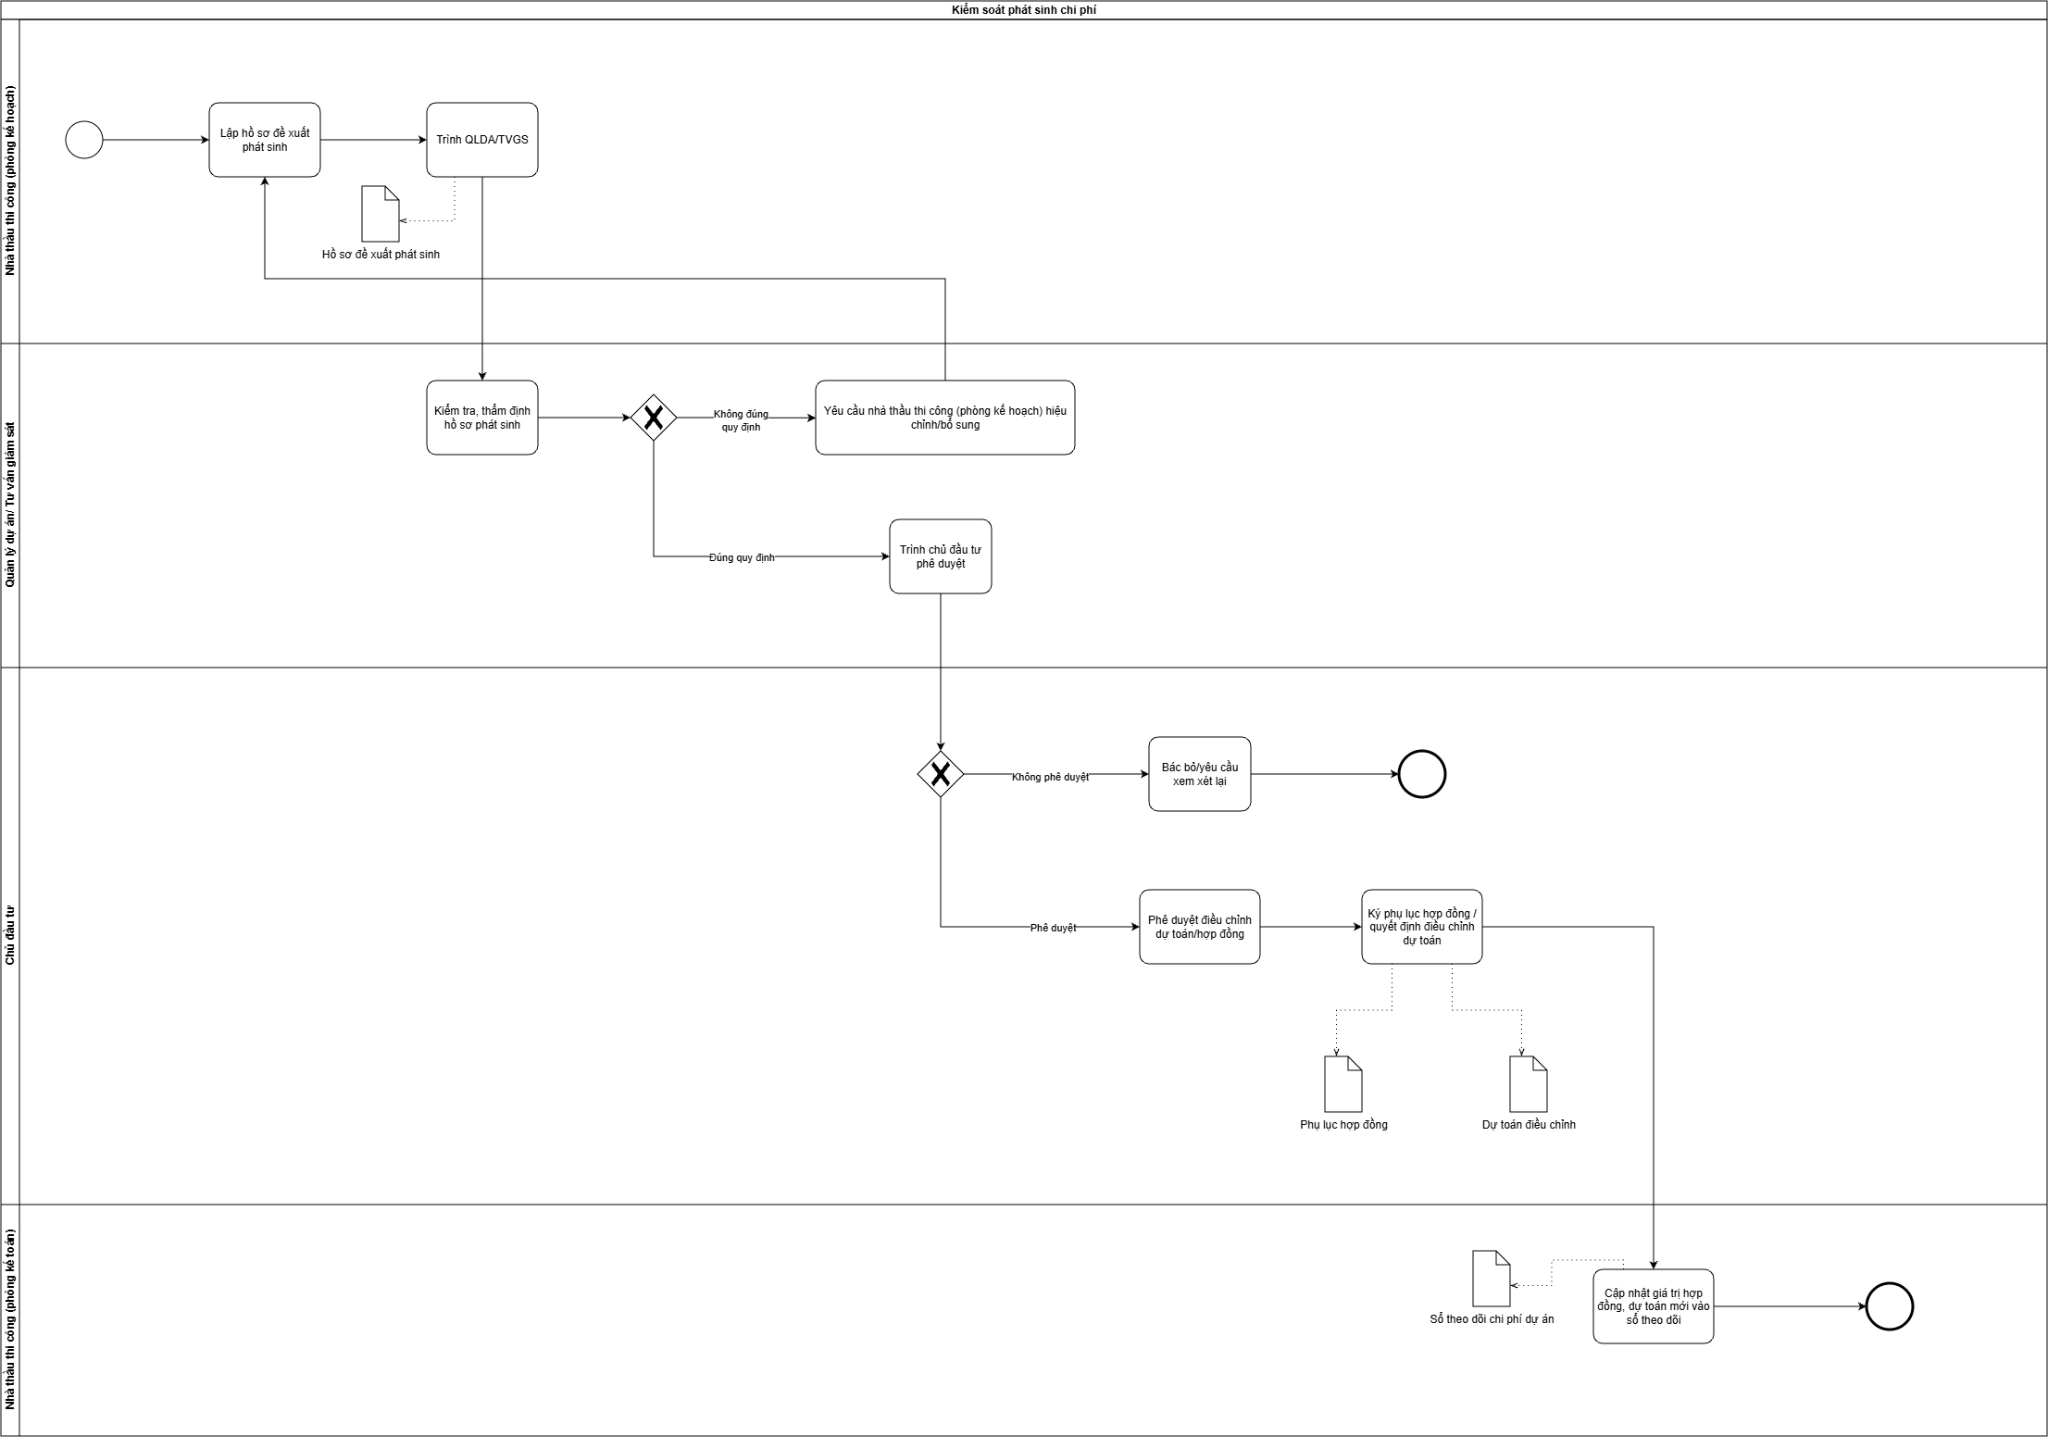 Kiểm soát phát sinh chi phí
Nhà thầu thi công (phòng kế hoạch)
Lập hồ sơ đề xuất
phát sinh
Trình QLDA/TVGS
Hồ sơ đề xuất phát sinh
Quản lý dự án/ Tư vấn giám sát
Kiểm tra, thẩm định
hồ sơ phát sinh
Không đúng
quy định
Yêu cầu nhà thầu thi công (phòng kế hoạch) hiệu
chỉnh/bổ sung
Đúng quy định
Trình chủ đầu tư
phê duyệt
Chủ đầu tư
Không phê duyệt
Bác bỏ/yêu cầu
xem xét lại
Phê duyệt
Phê duyệt điều chỉnh
dự toán/hợp đồng
Ký phụ lục hợp đồng /
quyết định điều chỉnh
dự toán
Phụ lục hợp đồng
Dự toán điều chỉnh
Nhà thầu thi công (phòng kế toán)
Sổ theo dõi chi phí dự án
Cập nhật giá trị hợp
đồng, dự toán mới vào
sổ theo dõi